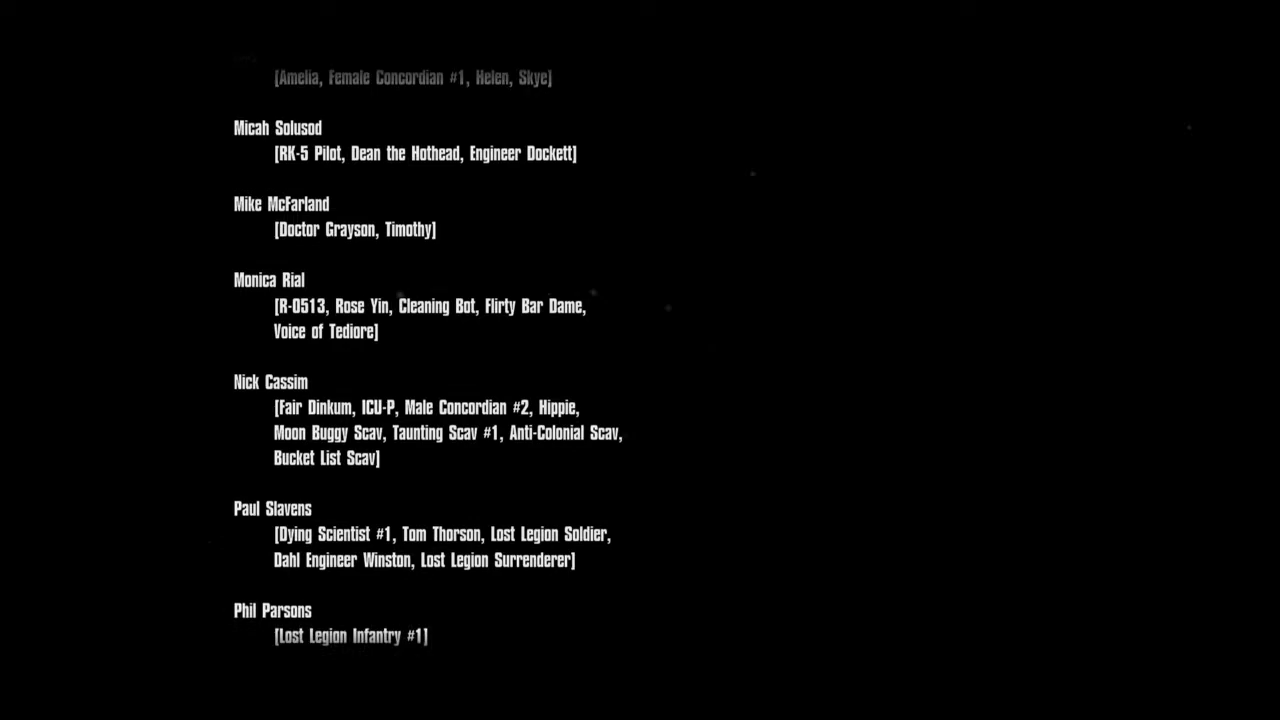 [Amelia, Female Concordian #1, Helen, Skye]
Micah Solusod
[RK-5 Pilot, Dean the Hothead, Engineer Dockett]
Mike McFarland
[Doctor Grayson, Timothy]
Monica Rial
[R-0513, Rose Yin, Cleaning Bot, Flirty Bar Dame,
Voice of Tediore]
Nick Cassim
[Fair Dinkum, ICU-P, Male Concordian #2, Hippie,
Moon Buggy Scav, Taunting Scav #1, Anti-Colonial Scav,
Bucket List Scav]
Paul Slavens
[Dying Scientist #1, Tom Thorson, Lost Legion Soldier,
Dahl Engineer Winston, Lost Legion Surrenderer]
Phil Parsons
[Lost Legion Infantry #1]